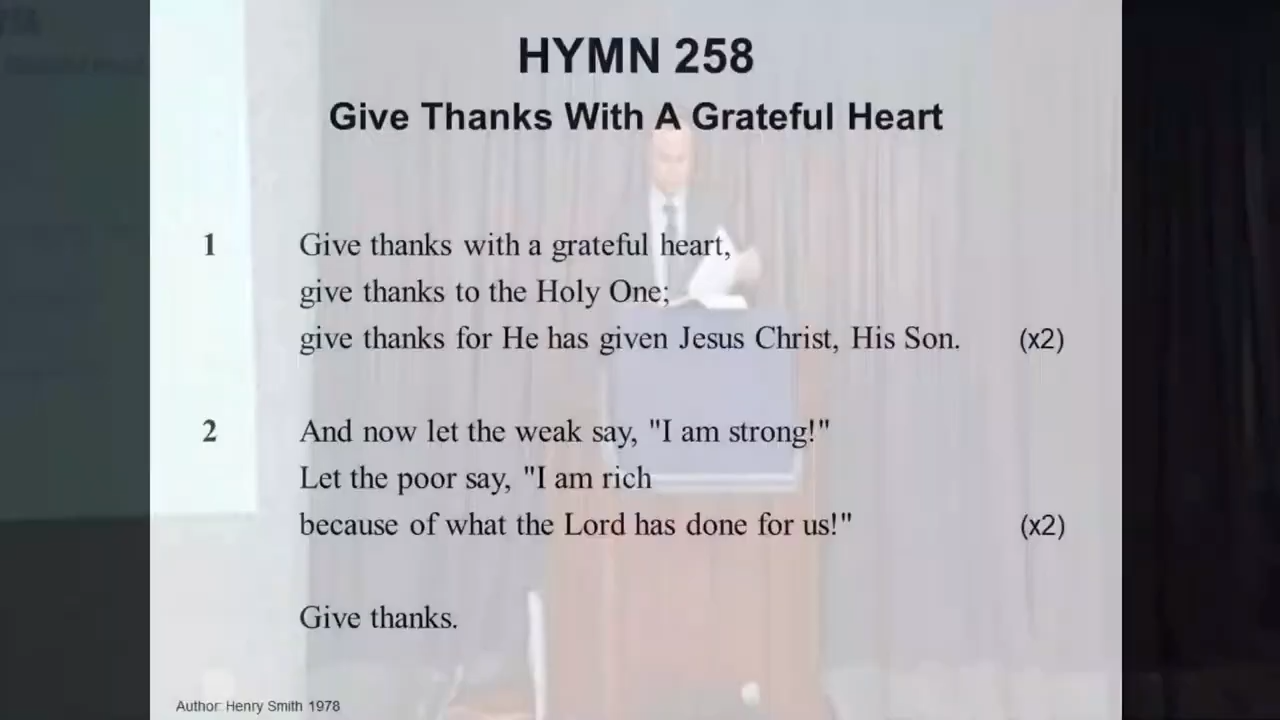 HYMN 258
Give Thanks With A Grateful Heart
1 Give thanks with a grateful heart,
give thanks to the Holy One;
give thanks for He has given Jesus Christ, His Son. (x2)
2 And now let the weak say, "I am strong!"
Let the poor say, "I am rich
because of what the Lord has done for us!" (x2)
Give thanks.
Author: Henry Smith 1978